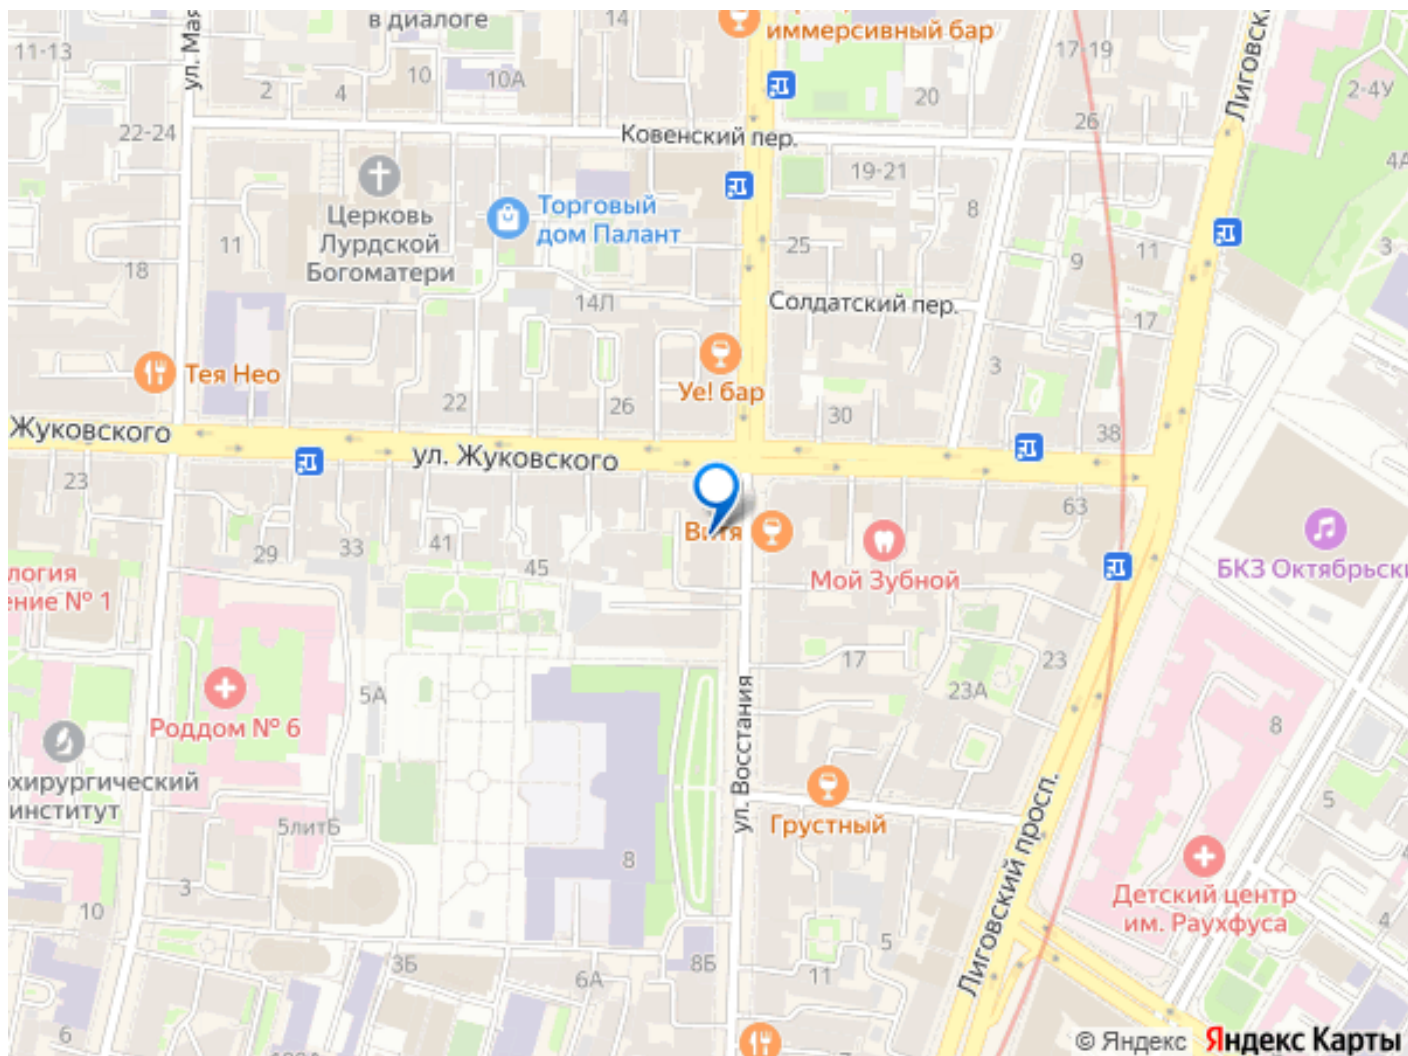 в диалоге
14
иммерсивный бар
17-19
Лиговски
11-13
ул. Мая
2
4
10
10А
20
2-4У
26
22-24
Ковенский пер.
4А
19-21
Церковь
Лурдской
Богоматери
Торговый
дом Палант
8
11
18
25
9
11
3
14Л
Солдатский пер.
17
Тея Нео
Уе! бар
3
22
26
30
38
Жуковского
ул. Жуковского
23
63
29
33
41
45
Витя
Мой Зубной
БКЗ Октябрьски
логия
ение № 1
17
23
23А
5А
Роддом № 6
ул. Восстания
8
хирургический
институт
5
5литБ
Грустный
Лиговский просп.
8
3
10
Детский центр
им. Раухфуса
4
3Б
6А
8Б
5
11
6
© Яндекс
Яндекс Карты